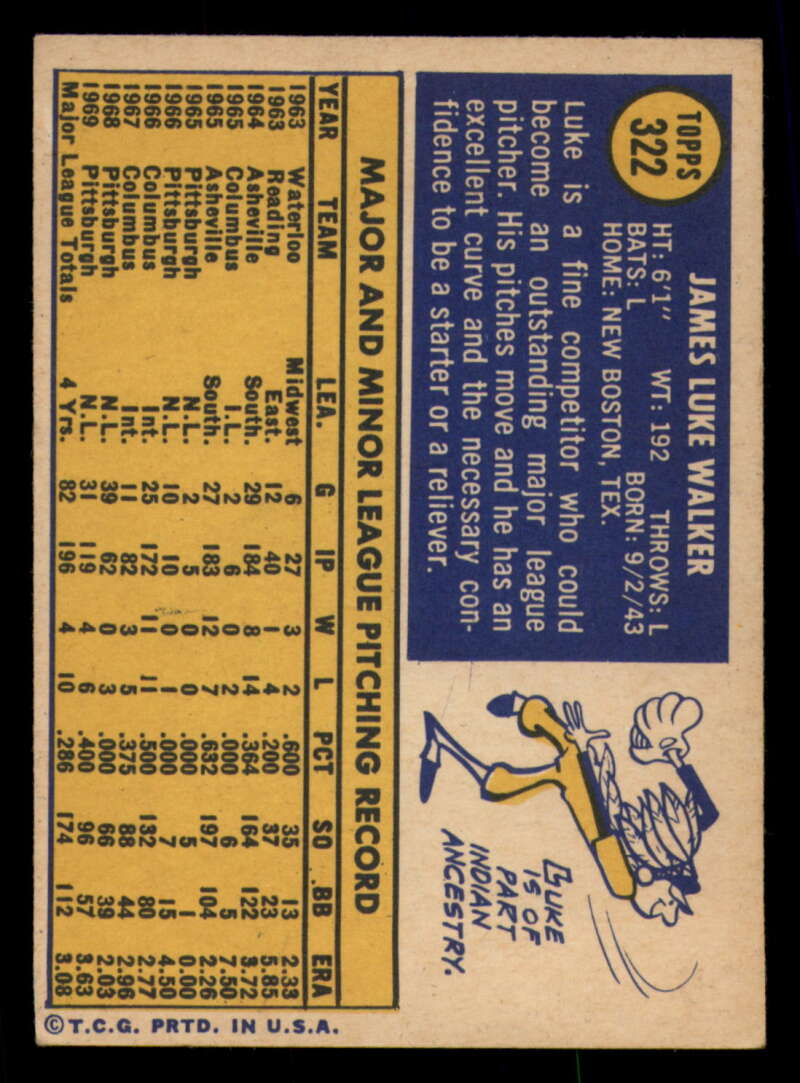 TOPPS
322
JAMES LUKE WALKER
HT: 6'1" WT: 192 THROWS: L
BATS: L BORN: 9/2/43
HOME: NEW BOSTON, TEX.
Luke is a fine competitor who could
become an outstanding major league
pitcher. His pitches move and he has an
excellent curve and the necessary con-
fidence to be a starter or a reliever.
LUKE
IS OF
PART
INDIAN
ANCESTRY.
MAJOR AND MINOR LEAGUE PITCHING RECORD
YEAR TEAM LEA. G IP W L PCT SO BB ERA
1963 Waterloo Midwest 6 27 3 2 .600 35 13 2.33
1963 Reading East. 12 40 1 4 .200 37 23 5.85
1964 Asheville South. 29 184 8 14 .364 164 122 3.72
1965 Columbus I.L. 2 6 0 2 .000 6 5 7.50
1965 Asheville South. 27 183 12 7 .632 197 104 2.26
1965 Pittsburgh N.L. 2 5 0 0 .000 5 1 0.00
1966 Pittsburgh N.L. 10 10 0 1 .000 7 15 4.50
1966 Columbus Int. 25 172 11 11 .500 132 80 2.77
1967 Columbus Int. 11 82 3 5 .375 88 44 2.96
1968 Pittsburgh N.L. 39 62 0 3 .000 66 39 2.03
1969 Pittsburgh N.L. 31 119 4 6 .400 96 57 3.63
Major League Totals 4 Yrs. 82 196 4 10 .286 174 112 3.08
©T.C.G. PRTD. IN U.S.A.